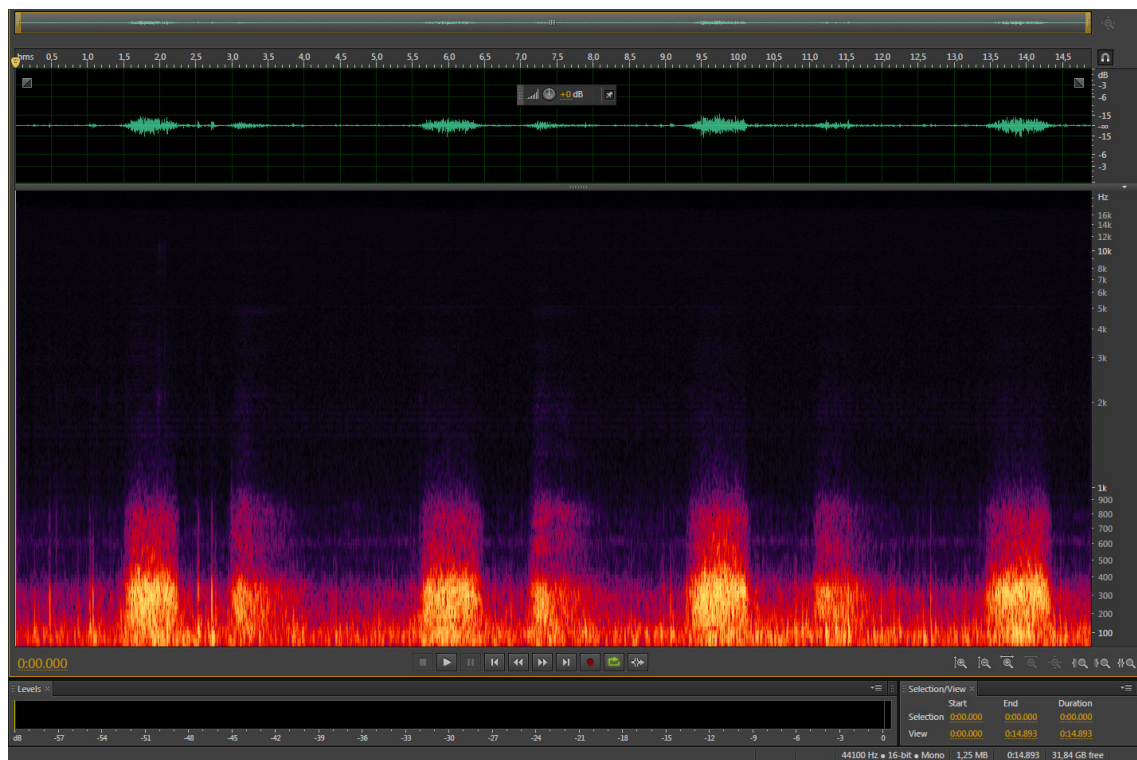 hms 0,5 1,0 1,5 2,0 2,5 3,0 3,5 4,0 4,5 5,0 5,5 6,0 6,5 7,0 7,5 8,0 8,5 9,0 9,5 10,0 10,5 11,0 11,5 12,0 12,5 13,0 13,5 14,0 14,5
dB
-3
-6
-15
-∞
-15
-6
-3
+0 dB
Hz
16k
14k
12k
10k
8k
7k
6k
5k
4k
3k
2k
1k
900
800
700
600
500
400
300
200
100
0:00.000
Levels ×
dB -57 -54 -51 -48 -45 -42 -39 -36 -33 -30 -27 -24 -21 -18 -15 -12 -9 -6 -3 0
Selection/View ×
Start End Duration
Selection 0:00.000 0:00.000 0:00.000
View 0:00.000 0:14.893 0:14.893
44100 Hz • 16-bit • Mono 1,25 MB 0:14.893 31,84 GB free